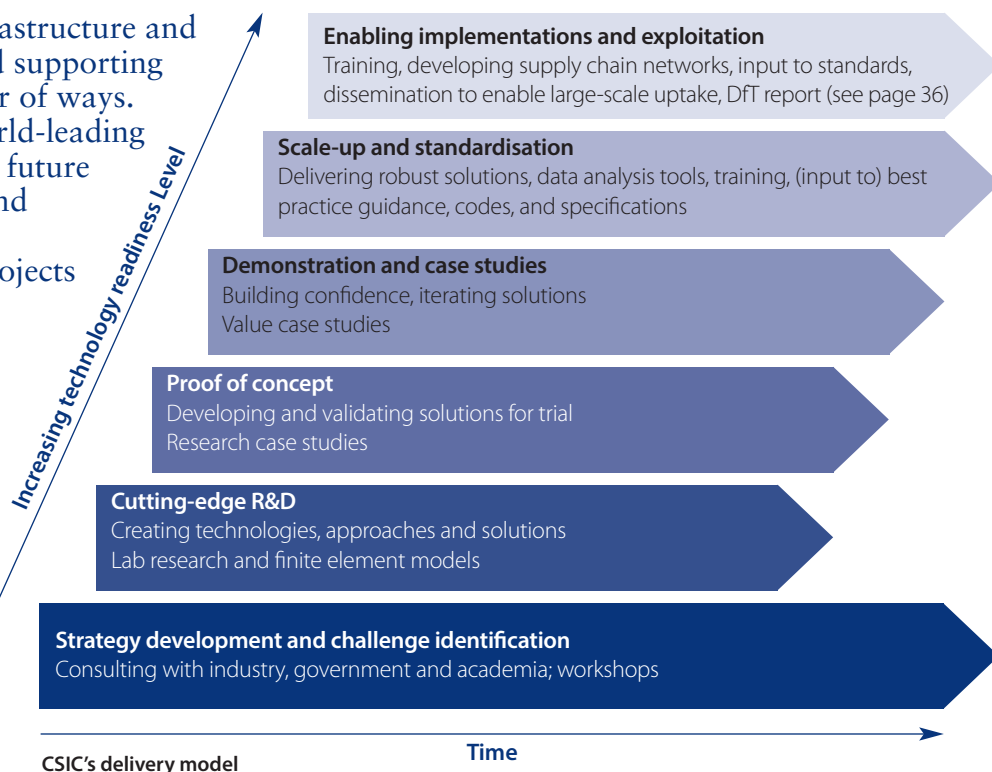 astructure and
supporting
r of ways.
rld-leading
future
nd
ojects
Increasing technology readiness Level
Enabling implementations and exploitation
Training, developing supply chain networks, input to standards,
dissemination to enable large-scale uptake, DfT report (see page 36)
Scale-up and standardisation
Delivering robust solutions, data analysis tools, training, (input to) best
practice guidance, codes, and specifications
Demonstration and case studies
Building confidence, iterating solutions
Value case studies
Proof of concept
Developing and validating solutions for trial
Research case studies
Cutting-edge R&D
Creating technologies, approaches and solutions
Lab research and finite element models
Strategy development and challenge identification
Consulting with industry, government and academia; workshops
Time
CSIC's delivery model